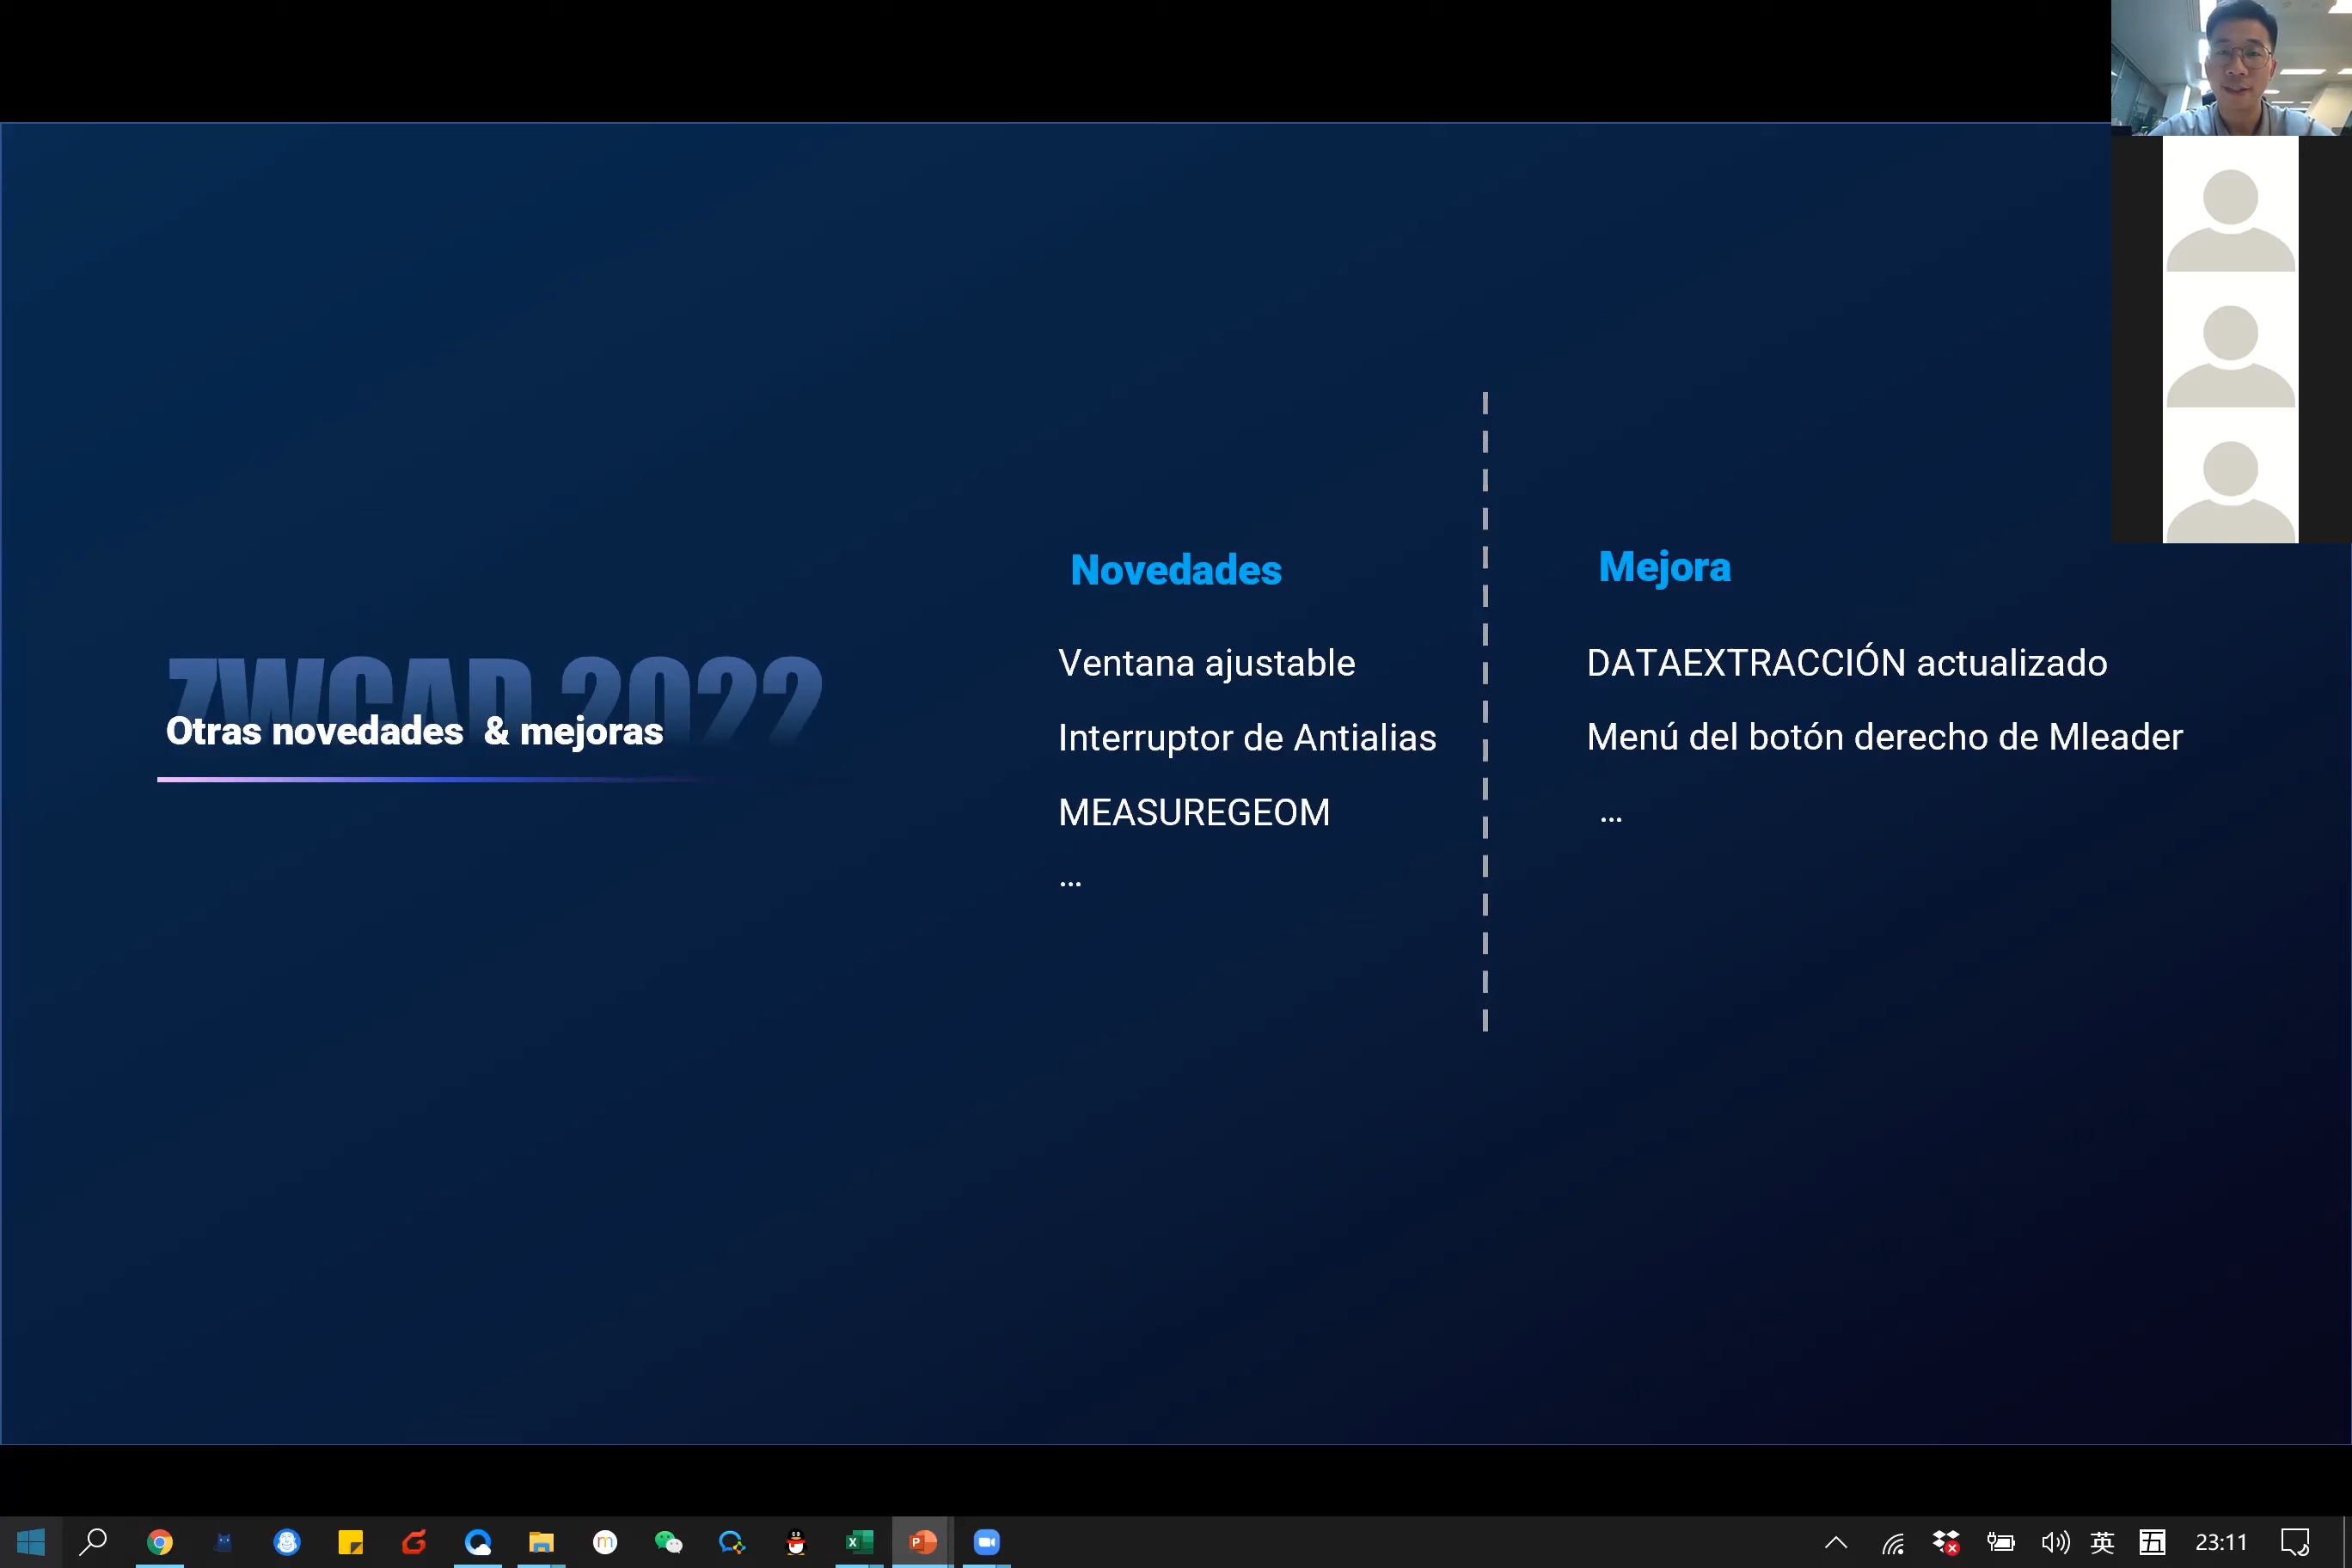 ZWCAD 2022
Otras novedades & mejoras
Novedades
Ventana ajustable
Interruptor de Antialias
MEASUREGEOM
...
Mejora
DATAEXTRACCIÓN actualizado
Menú del botón derecho de Mleader
...
英
五
23:11